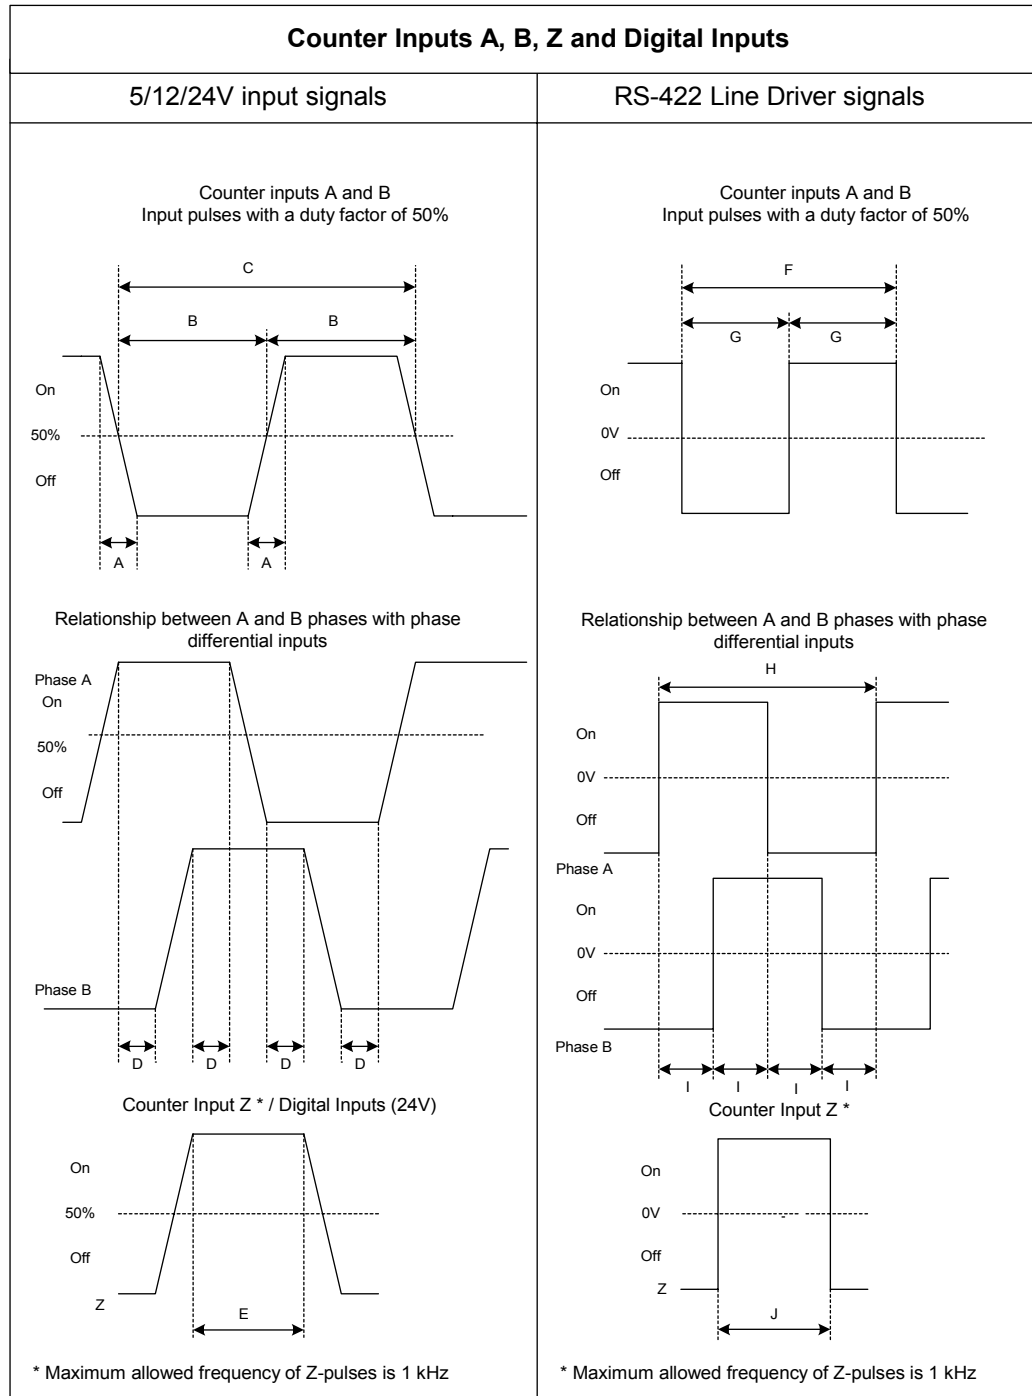 Counter Inputs A, B, Z and Digital Inputs
5/12/24V input signals
Counter inputs A and B
Input pulses with a duty factor of 50%
C
B B
On
50%
Off
A A
Relationship between A and B phases with phase
differential inputs
Phase A
On
50%
Off
Phase B
D D D D
Counter Input Z * / Digital Inputs (24V)
On
50%
Off
Z
E
* Maximum allowed frequency of Z-pulses is 1 kHz
RS-422 Line Driver signals
Counter inputs A and B
Input pulses with a duty factor of 50%
F
G G
On
0V
Off
Relationship between A and B phases with phase
differential inputs
H
On
0V
Off
Phase A
On
0V
Off
Phase B
I I I I
Counter Input Z *
On
0V
-
Off
Z
J
* Maximum allowed frequency of Z-pulses is 1 kHz